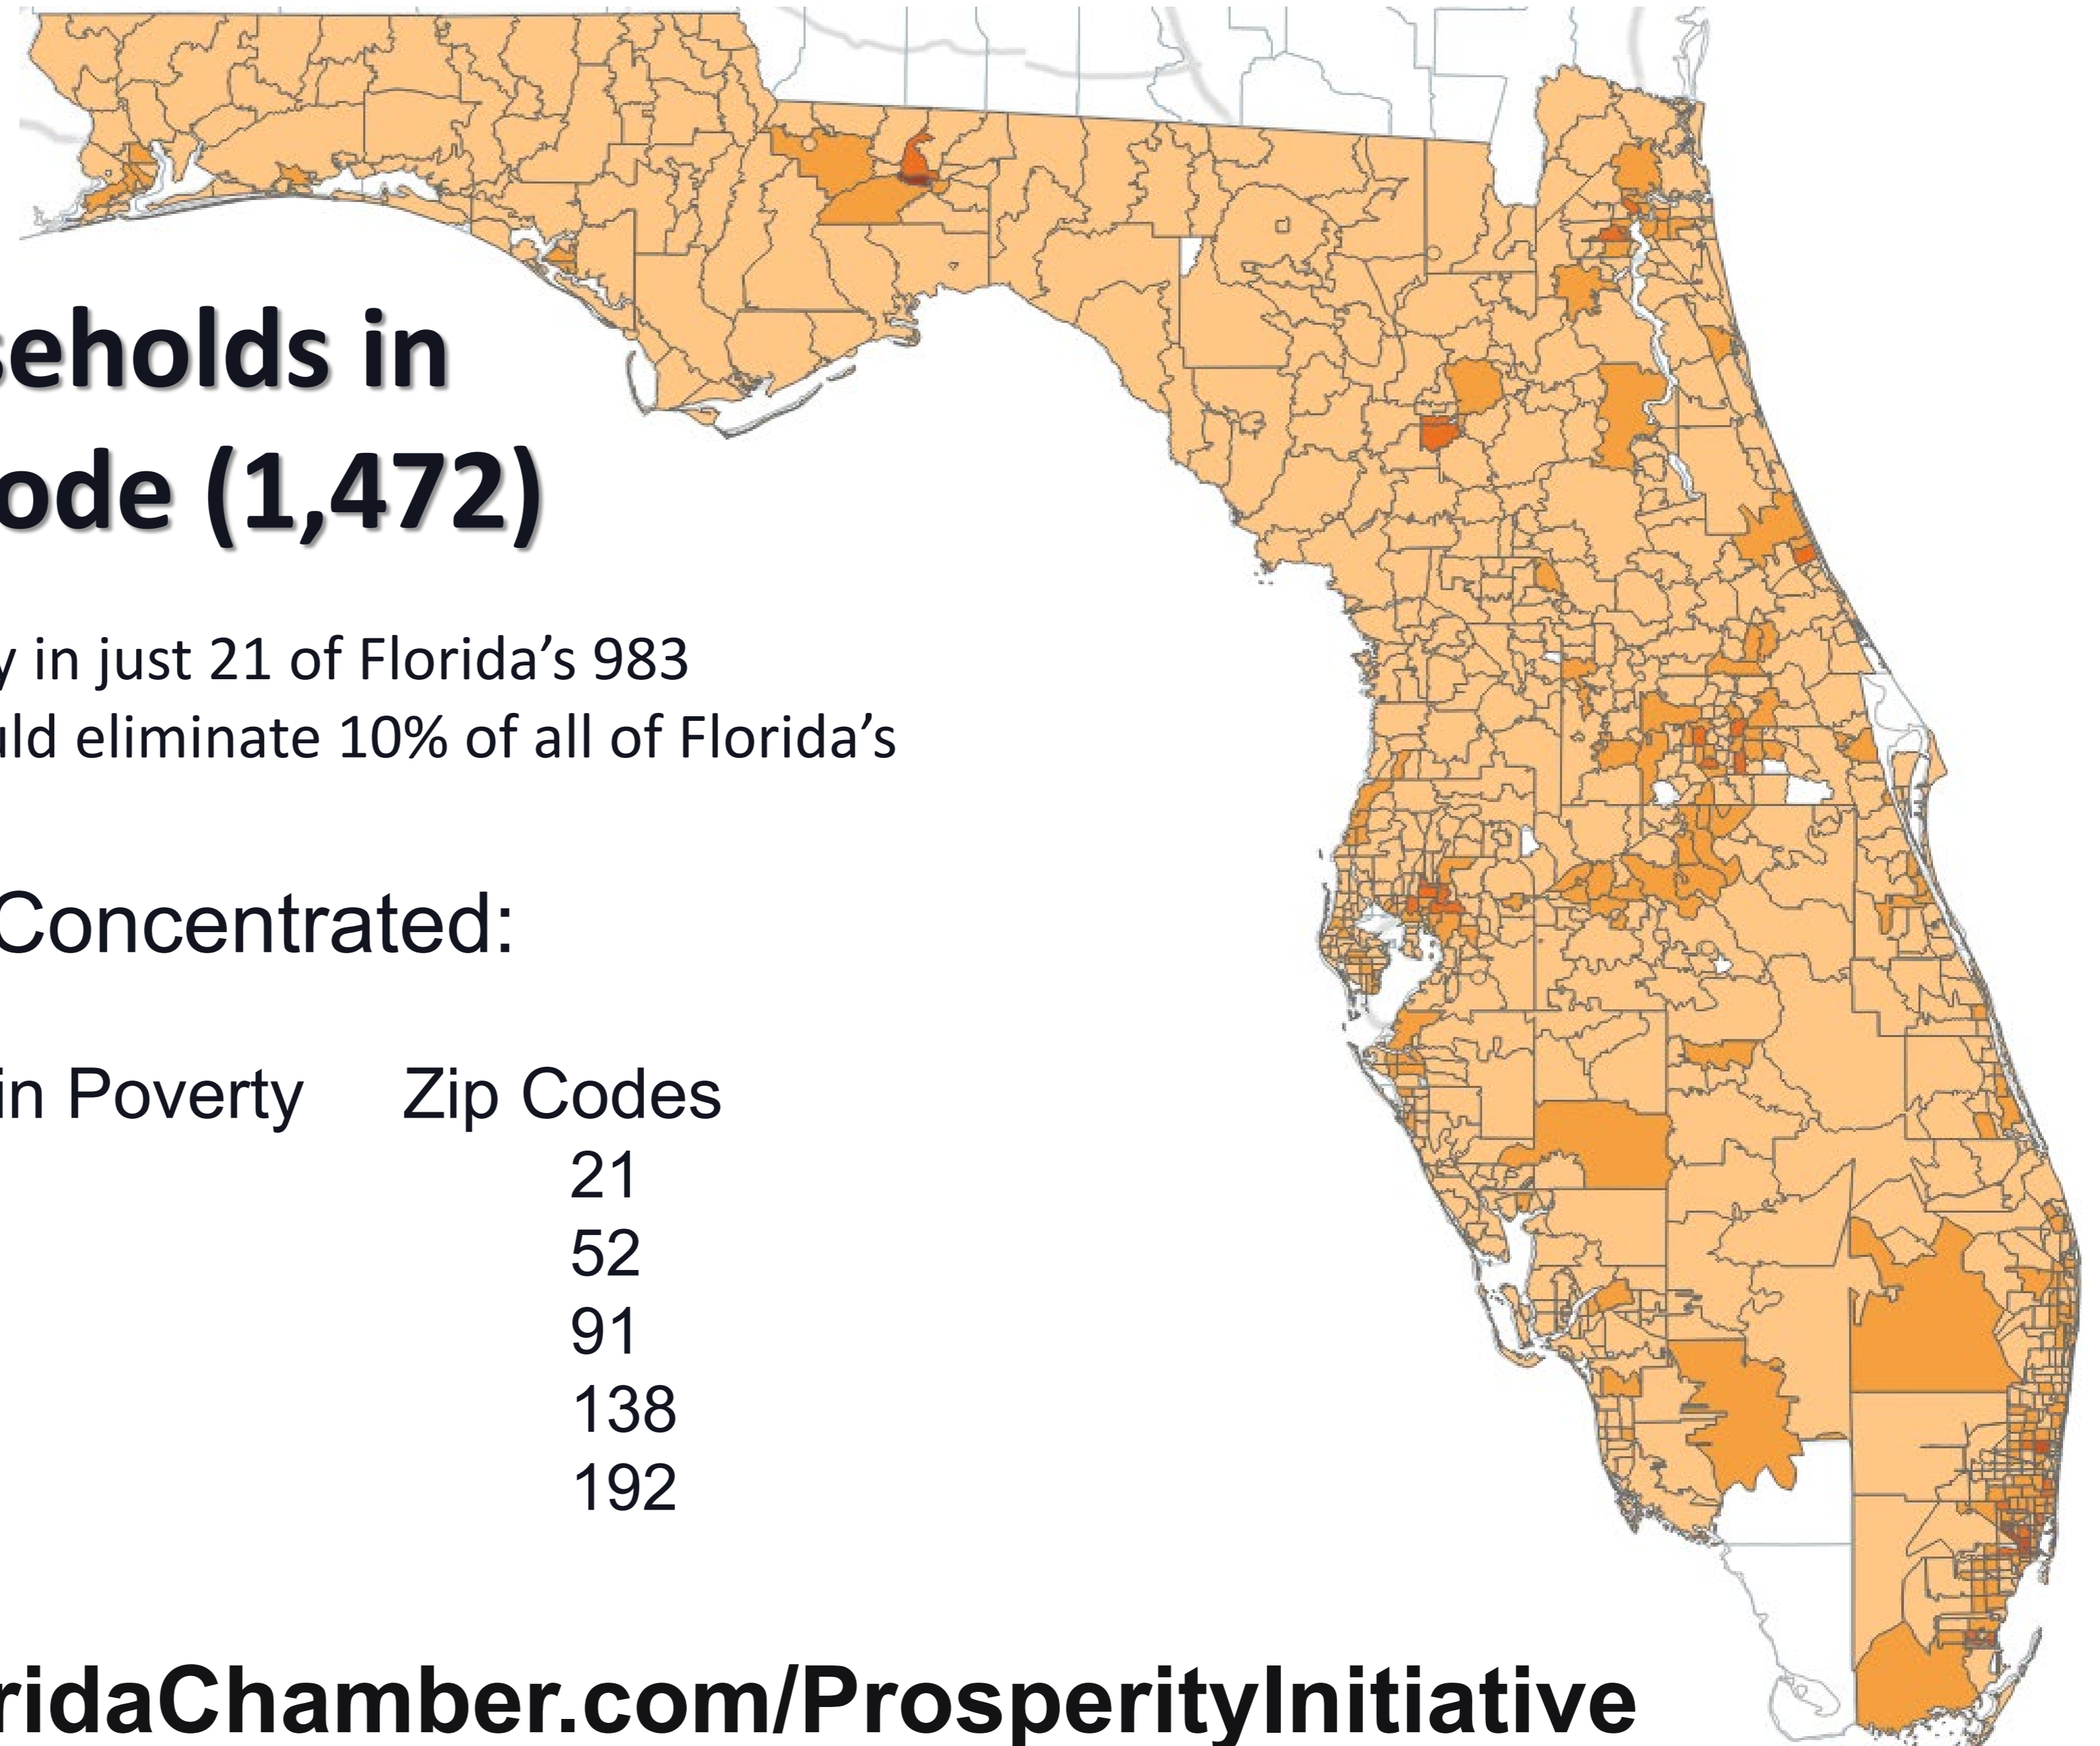 seholds in
ode (1,472)
y in just 21 of Florida’s 983
uld eliminate 10% of all of Florida’s
Concentrated:
in Poverty Zip Codes
21
52
91
138
192
ridaChamber.com/ProsperityInitiative